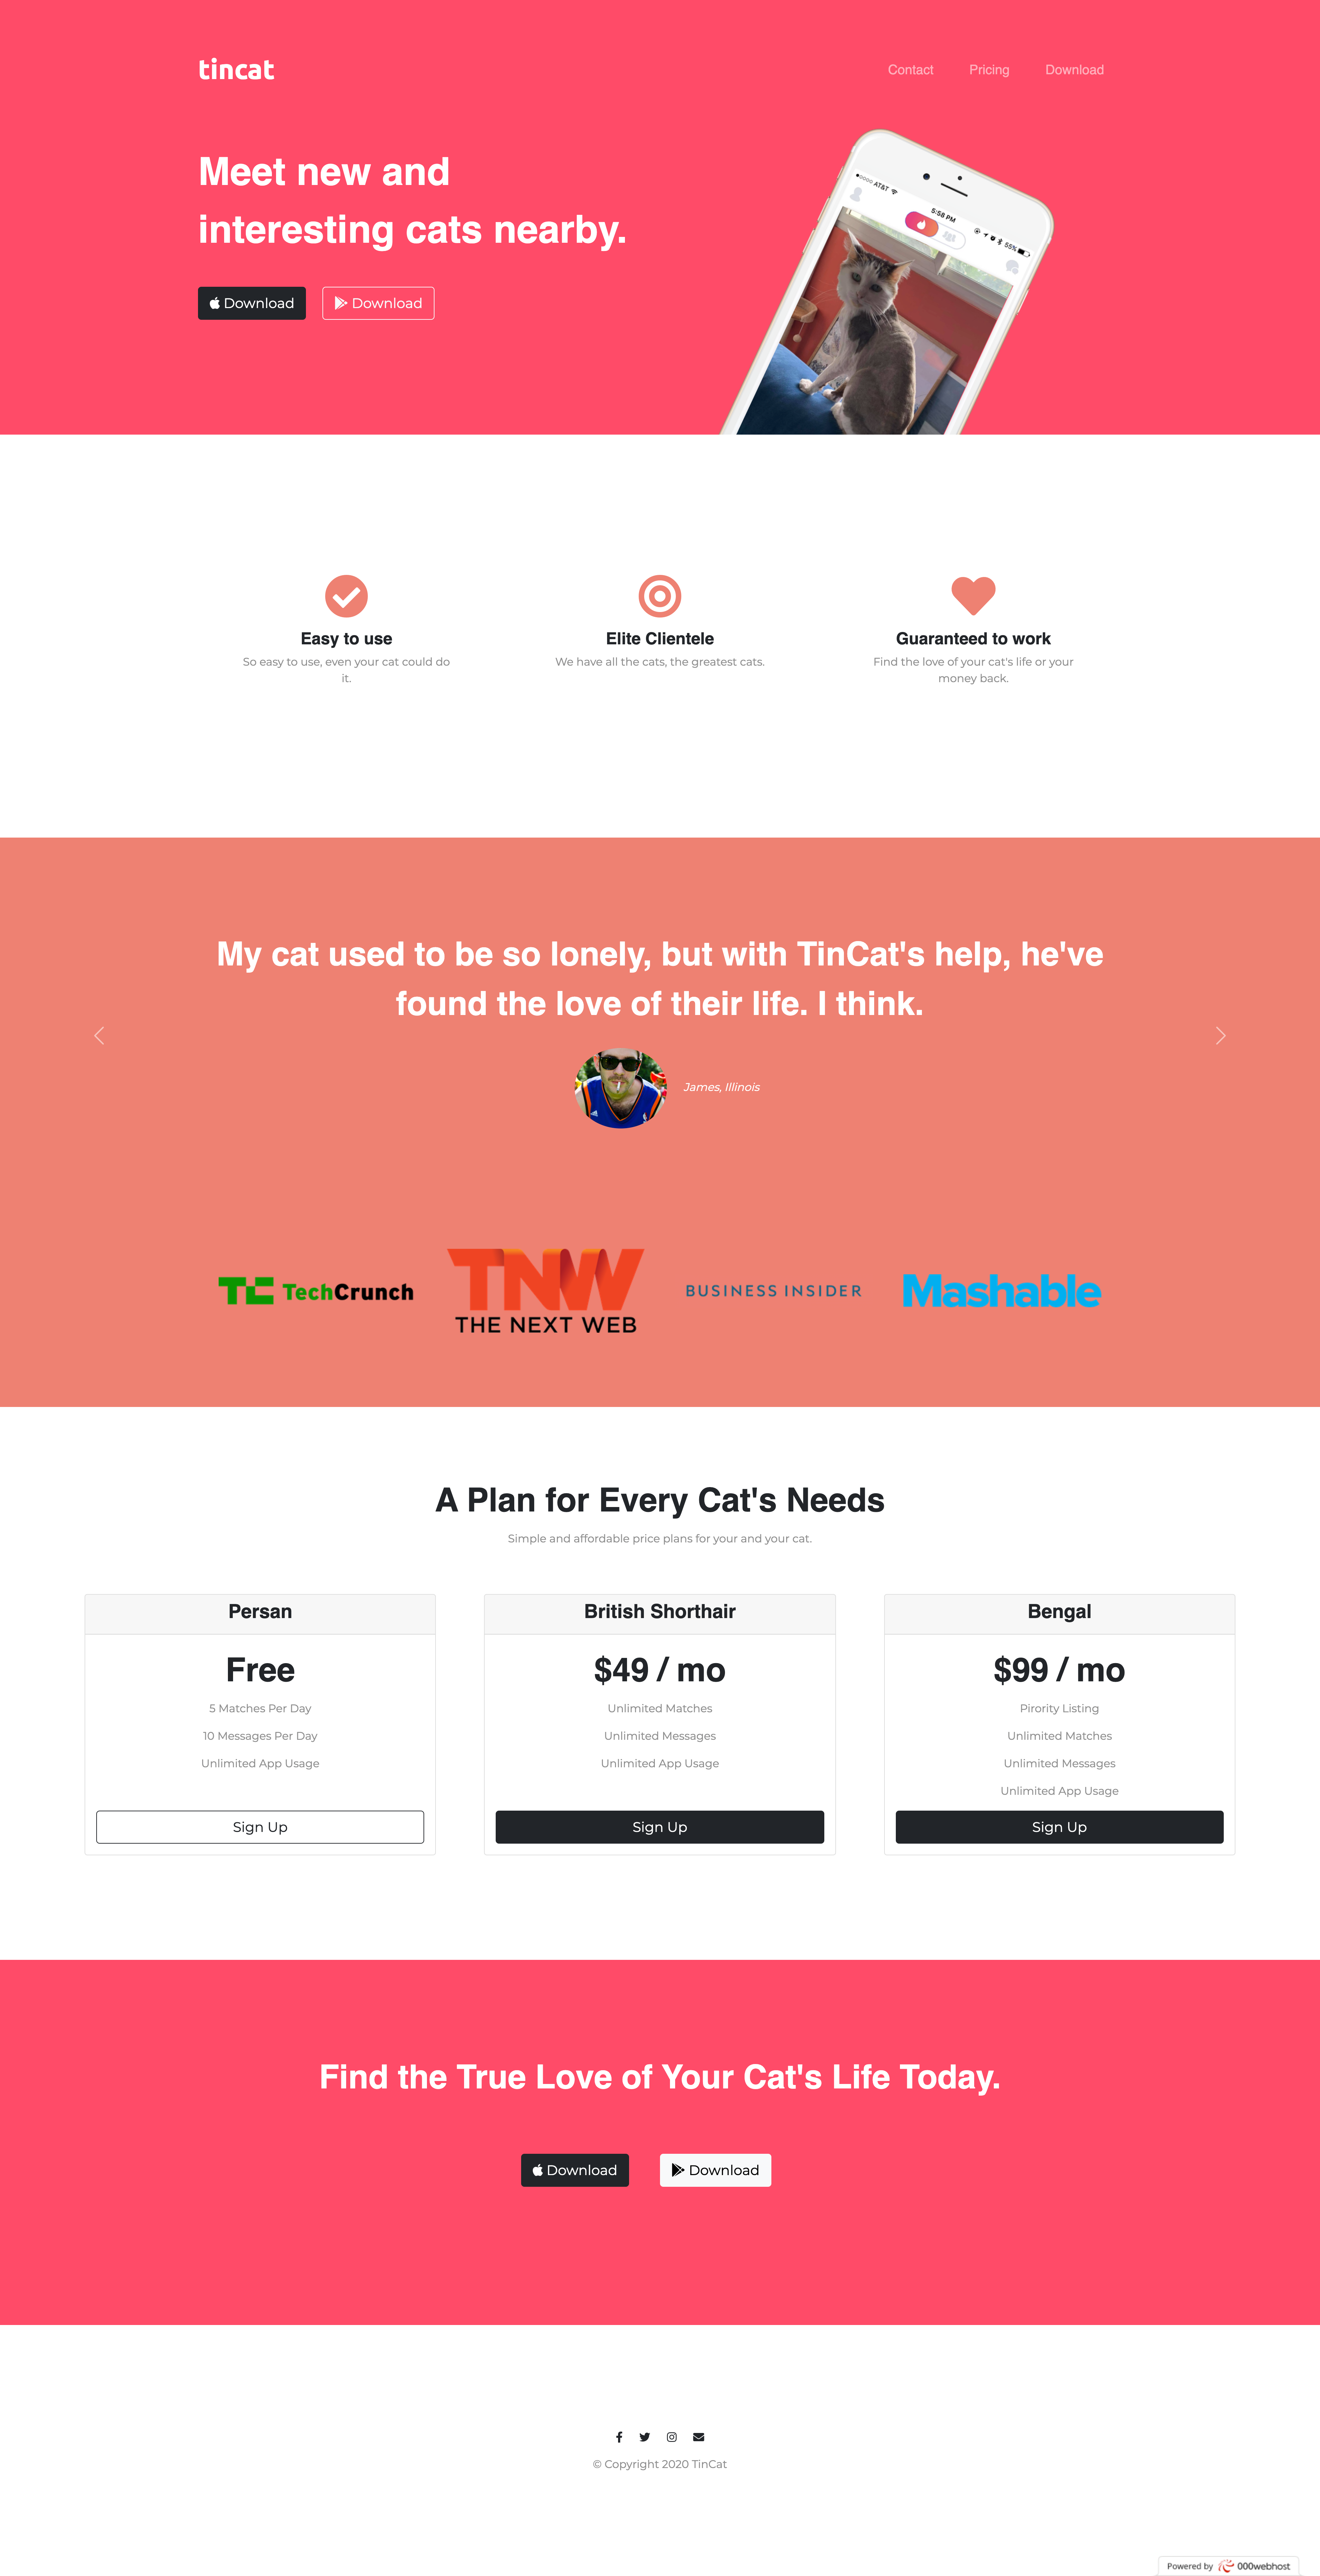 tincat
Contact Pricing Download
Meet new and
interesting cats nearby.
Download Download
AT&T 5:58 PM 55%
Easy to use
So easy to use, even your cat could do
it.
Elite Clientele
We have all the cats, the greatest cats.
Guaranteed to work
Find the love of your cat's life or your
money back.
My cat used to be so lonely, but with TinCat's help, he've
found the love of their life. I think.
James, Illinois
TC TechCrunch
TNW
THE NEXT WEB
BUSINESS INSIDER
Mashable
A Plan for Every Cat's Needs
Simple and affordable price plans for your and your cat.
Persan
Free
5 Matches Per Day
10 Messages Per Day
Unlimited App Usage
Sign Up
British Shorthair
$49 / mo
Unlimited Matches
Unlimited Messages
Unlimited App Usage
Sign Up
Bengal
$99 / mo
Pirority Listing
Unlimited Matches
Unlimited Messages
Unlimited App Usage
Sign Up
Find the True Love of Your Cat's Life Today.
Download Download
© Copyright 2020 TinCat
Powered by 000webhost